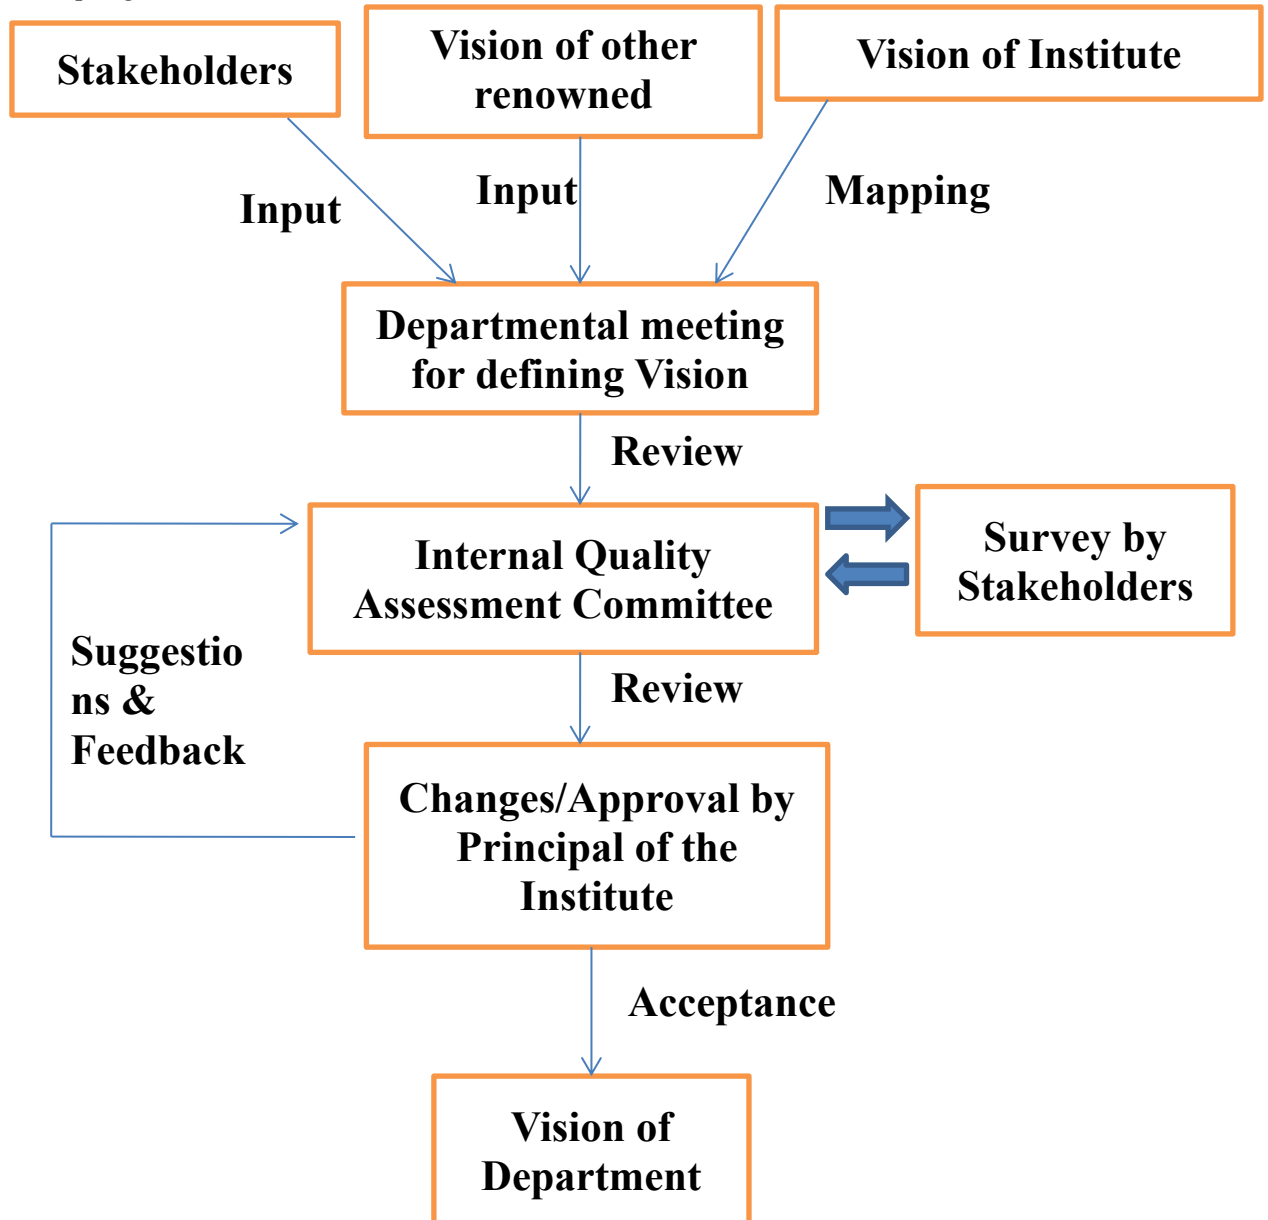 Stakeholders
Vision of other
renowned
Vision of Institute
Input
Input
Mapping
Departmental meeting
for defining Vision
Review
Internal Quality
Assessment Committee
Survey by
Stakeholders
Suggestio
ns &
Feedback
Review
Changes/Approval by
Principal of the
Institute
Acceptance
Vision of
Department